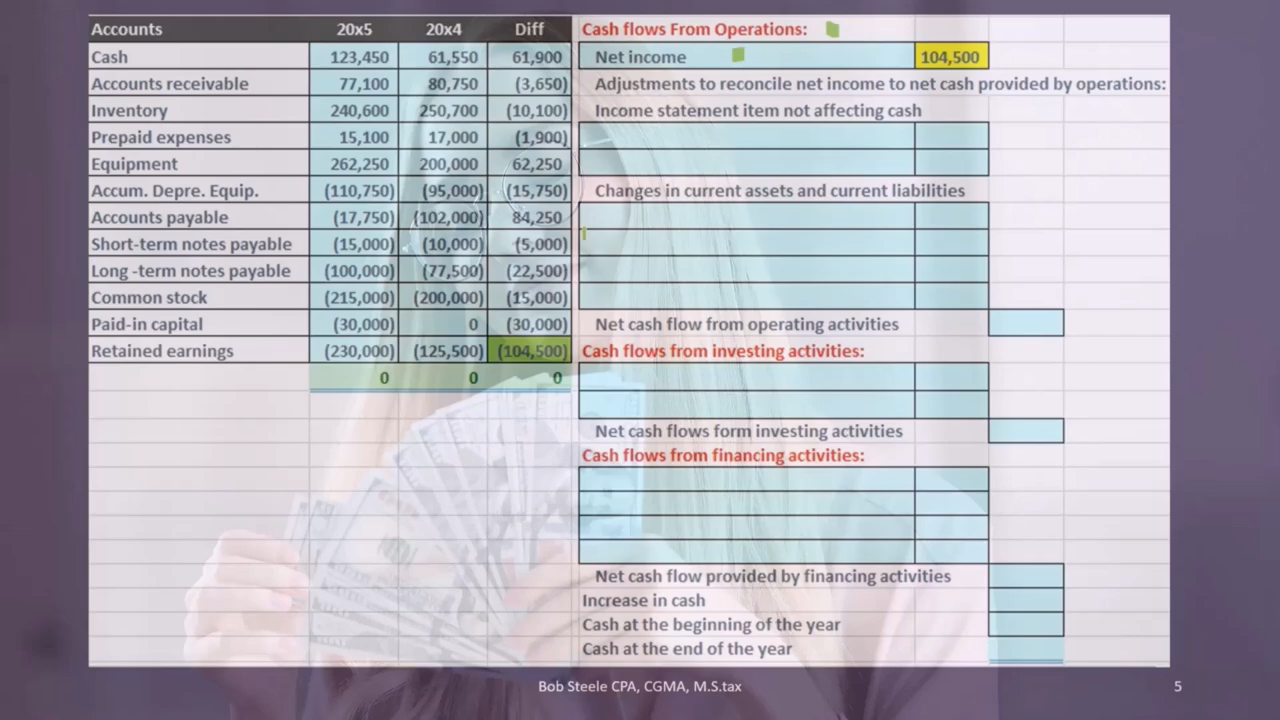 Accounts 20x5 20x4 Diff
Cash 123,450 61,550 61,900
Accounts receivable 77,100 80,750 (3,650)
Inventory 240,600 250,700 (10,100)
Prepaid expenses 15,100 17,000 (1,900)
Equipment 262,250 200,000 62,250
Accum. Depre. Equip. (110,750) (95,000) (15,750)
Accounts payable (17,750) (102,000) 84,250
Short-term notes payable (15,000) (10,000) (5,000)
Long -term notes payable (100,000) (77,500) (22,500)
Common stock (215,000) (200,000) (15,000)
Paid-in capital (30,000) 0 (30,000)
Retained earnings (230,000) (125,500) (104,500)
0 0 0
Cash flows From Operations:
Net income 104,500
Adjustments to reconcile net income to net cash provided by operations:
Income statement item not affecting cash
Changes in current assets and current liabilities
Net cash flow from operating activities
Cash flows from investing activities:
Net cash flows form investing activities
Cash flows from financing activities:
Net cash flow provided by financing activities
Increase in cash
Cash at the beginning of the year
Cash at the end of the year
Bob Steele CPA, CGMA, M.S.tax
5